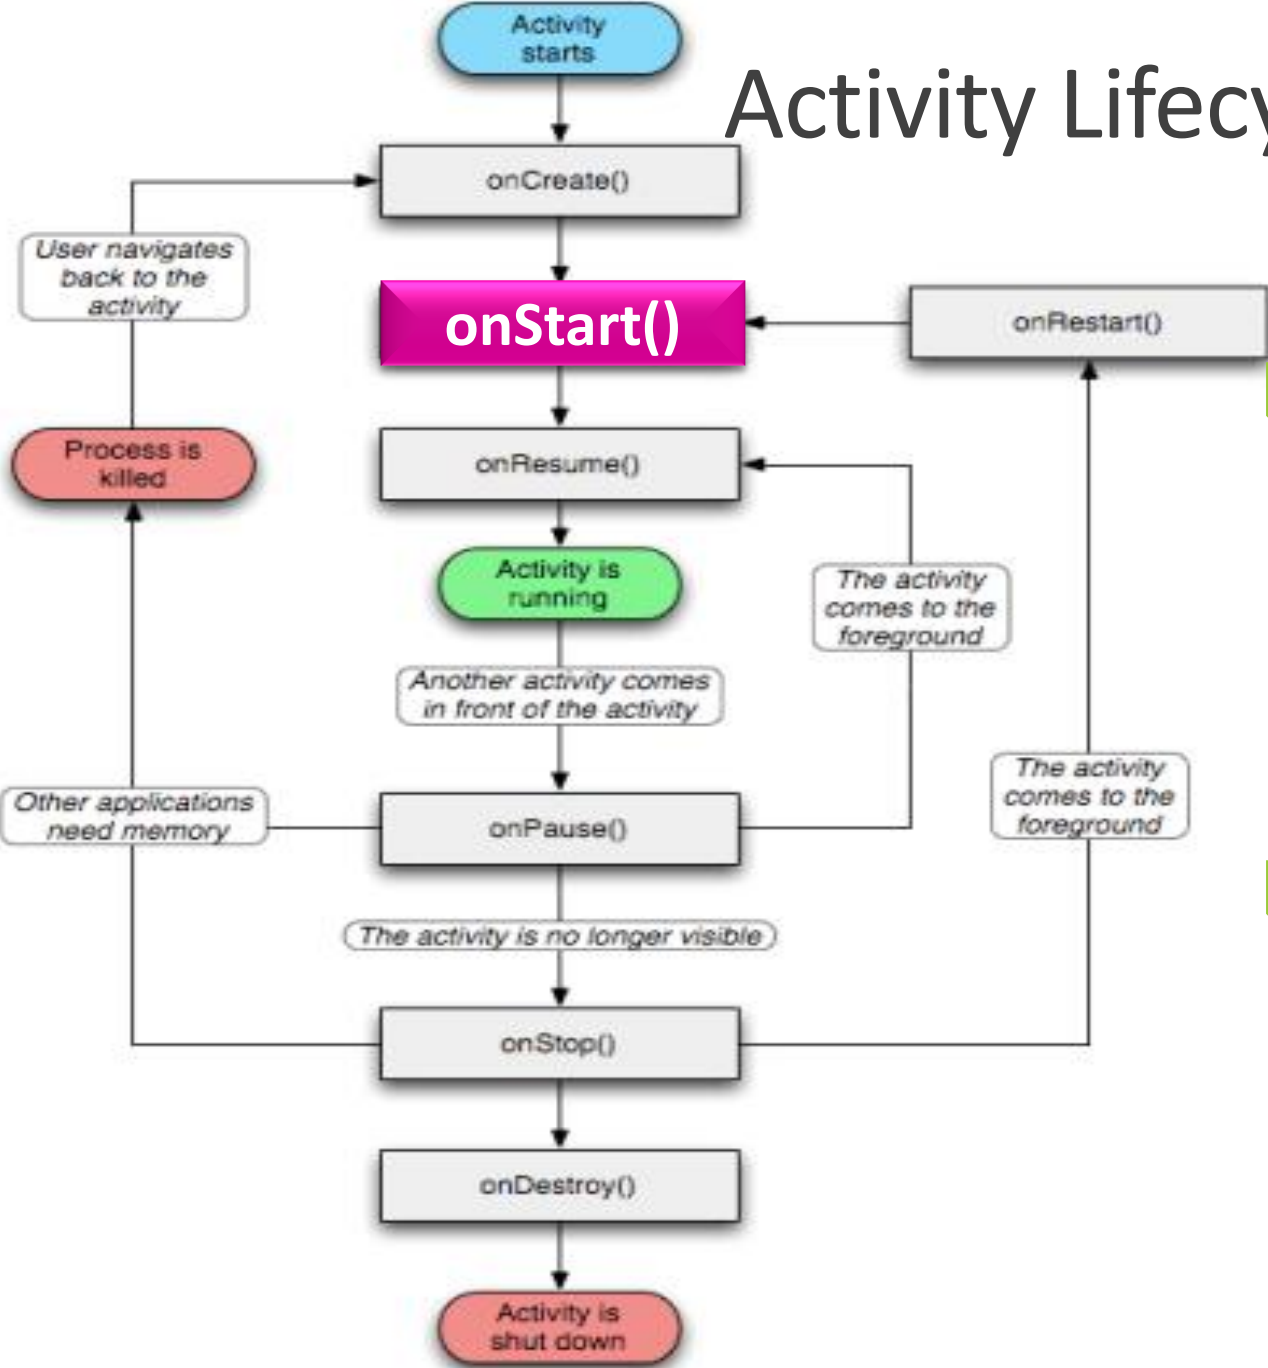 Activity
starts
Activity Lifecy
onCreate()
User navigates
back to the
activity
onStart()
onRestart()
Process is
killed
onResume()
Activity is
running
The activity
comes to the
foreground
Another activity comes
in front of the activity
The activity
comes to the
foreground
Other applications
need memory
onPause()
The activity is no longer visible
onStop()
onDestroy()
Activity is
shut down